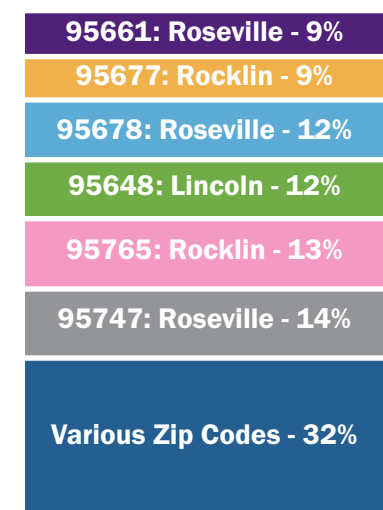 95661: Roseville - 9%
95677: Rocklin - 9%
95678: Roseville - 12%
95648: Lincoln - 12%
95765: Rocklin - 13%
95747: Roseville - 14%
Various Zip Codes - 32%